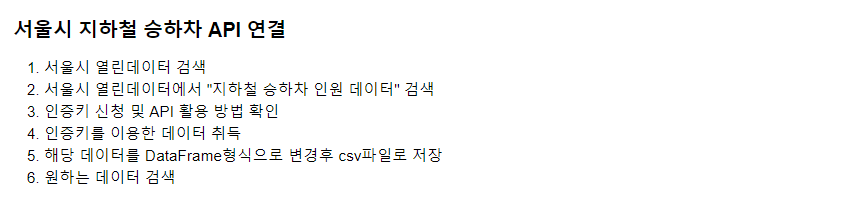 서울시 지하철 승하차 API 연결
1. 서울시 열린데이터 검색
2. 서울시 열린데이터에서 "지하철 승하차 인원 데이터" 검색
3. 인증키 신청 및 API 활용 방법 확인
4. 인증키를 이용한 데이터 취득
5. 해당 데이터를 DataFrame형식으로 변경후 csv파일로 저장
6. 원하는 데이터 검색